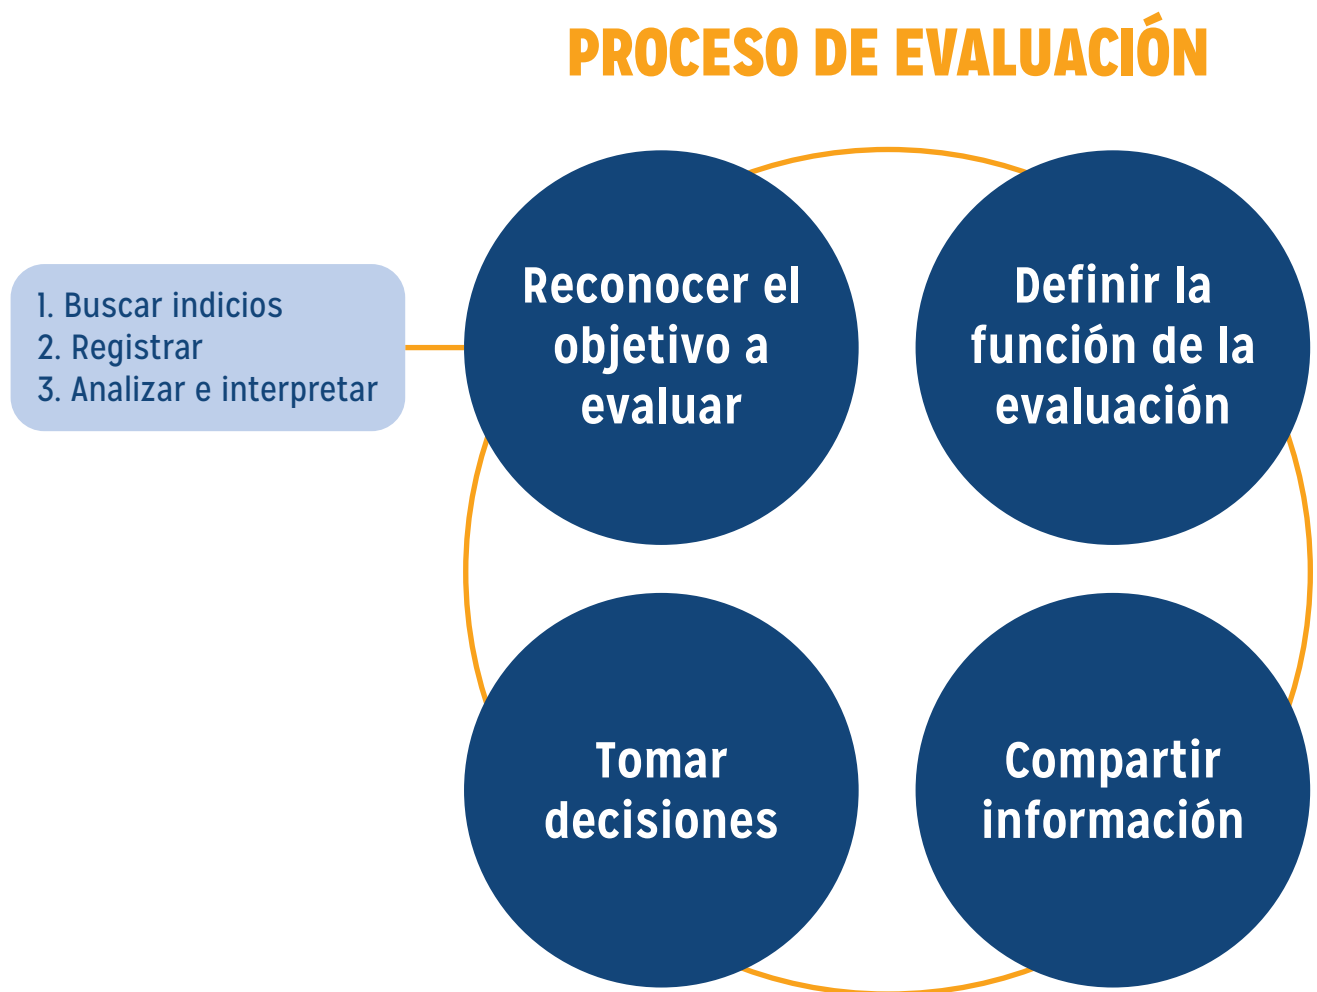 PROCESO DE EVALUACIÓN
1. Buscar indicios
2. Registrar
3. Analizar e interpretar
Reconocer el
objetivo a
evaluar
Definir la
función de la
evaluación
Tomar
decisiones
Compartir
información